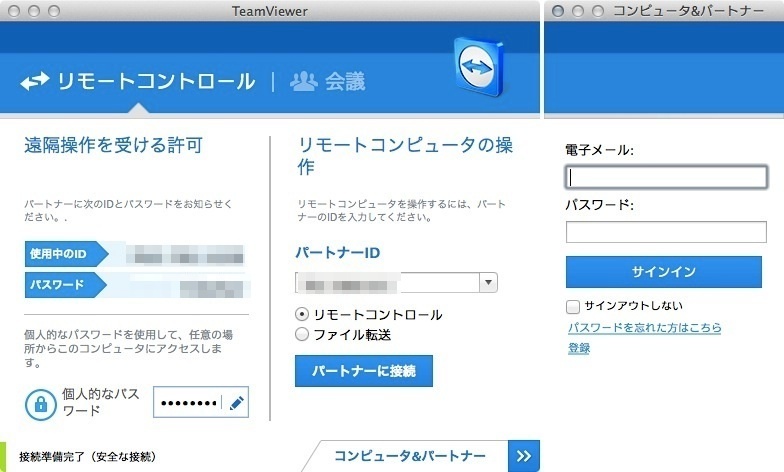 TeamViewer
リモートコントロール
会議
遠隔操作を受ける許可
パートナーに次のIDとパスワードをお知らせく
ださい。.
使用中のID
パスワード
個人的なパスワードを使用して、任意の場
所からこのコンピュータにアクセスしま
す。
個人的なパス
ワード
接続準備完了（安全な接続）
リモートコンピュータの操
作
リモートコンピュータを操作するには、パート
ナーのIDを入力してください。
パートナーID
リモートコントロール
ファイル転送
パートナーに接続
コンピュータ&パートナー
コンピュータ&パートナー
電子メール:
パスワード:
サインイン
サインアウトしない
パスワードを忘れた方はこちら
登録